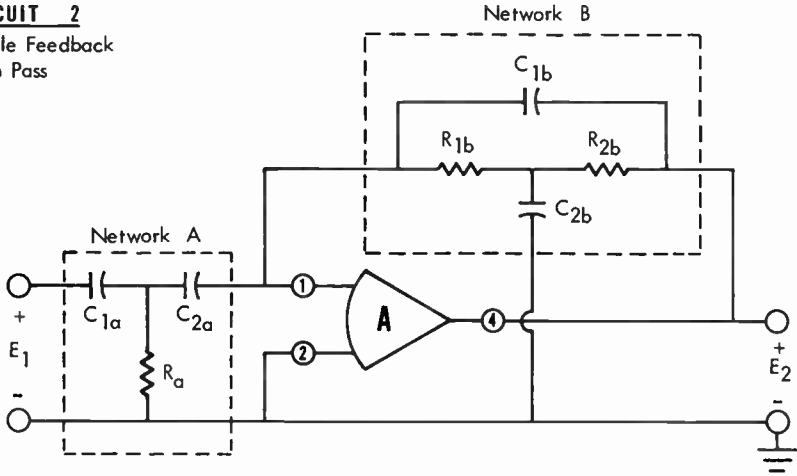 CUIT 2
le Feedback
Pass
Network B
C1b
R1b
R2b
C2b
Network A
C1a
C2a
Ra
+
E1
-
1
2
A
4
+
E2
-